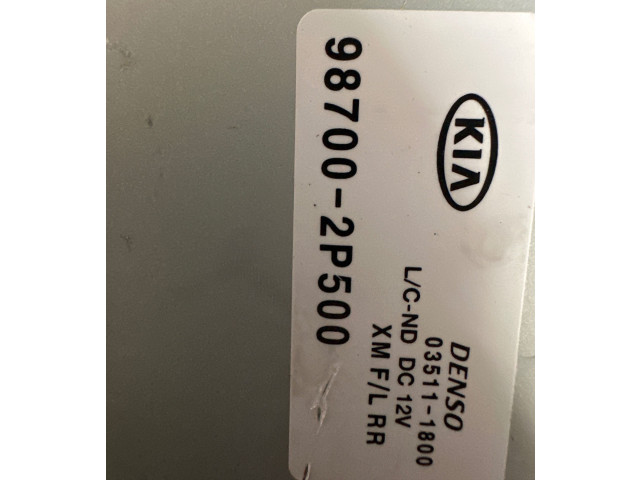 KIA
98700-2P500
DENSO
03511-1800
L/C-ND DC 12V
XM F/L RR